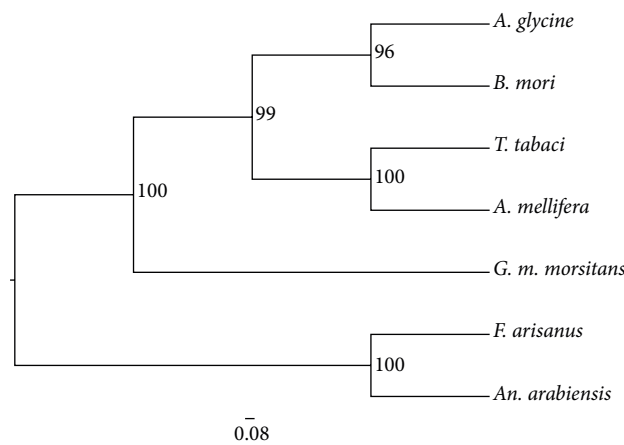 A. glycine
96
B. mori
99
T. tabaci
100
100
A. mellifera
G. m. morsitans
F. arisanus
100
An. arabiensis
0.08